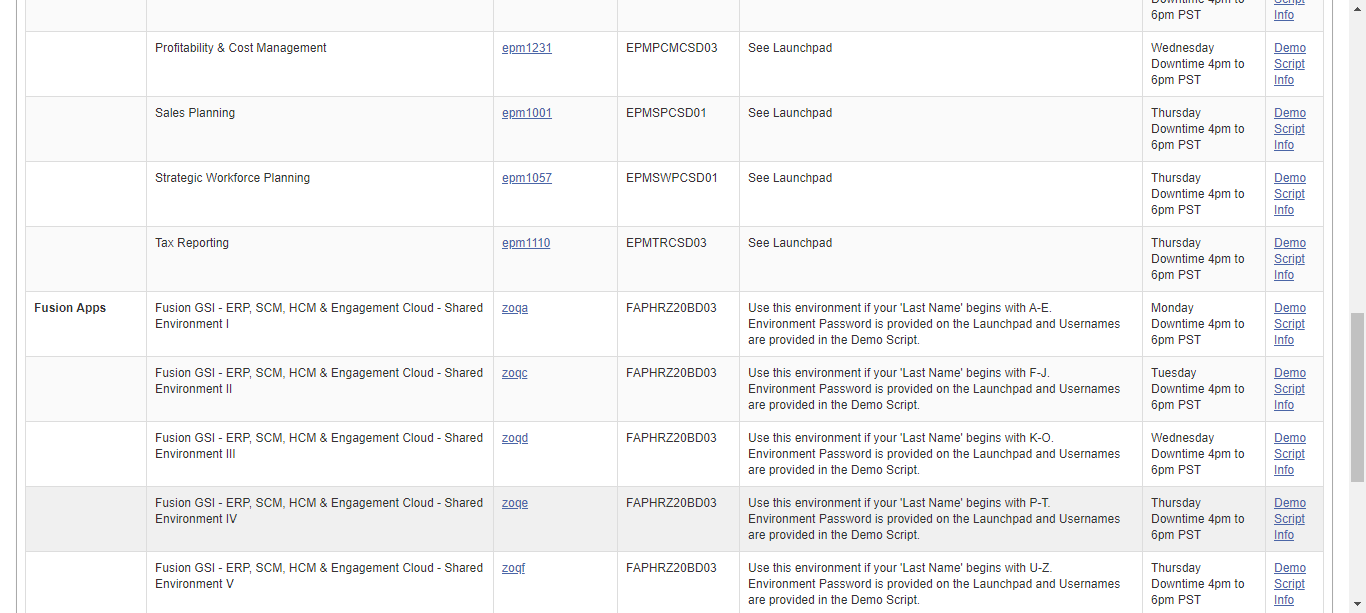 Downtime 4pm to
6pm PST
Script
Info
Profitability & Cost Management
epm1231
EPMPCMCSD03
See Launchpad
Wednesday
Downtime 4pm to
6pm PST
Demo
Script
Info
Sales Planning
epm1001
EPMSPCSD01
See Launchpad
Thursday
Downtime 4pm to
6pm PST
Demo
Script
Info
Strategic Workforce Planning
epm1057
EPMSWPCSD01
See Launchpad
Thursday
Downtime 4pm to
6pm PST
Demo
Script
Info
Tax Reporting
epm1110
EPMTRCSD03
See Launchpad
Thursday
Downtime 4pm to
6pm PST
Demo
Script
Info
Fusion Apps
Fusion GSI - ERP, SCM, HCM & Engagement Cloud - Shared
Environment I
zoqa
FAPHRZ20BD03
Use this environment if your 'Last Name' begins with A-E.
Environment Password is provided on the Launchpad and Usernames
are provided in the Demo Script.
Monday
Downtime 4pm to
6pm PST
Demo
Script
Info
Fusion GSI - ERP, SCM, HCM & Engagement Cloud - Shared
Environment II
zoqc
FAPHRZ20BD03
Use this environment if your 'Last Name' begins with F-J.
Environment Password is provided on the Launchpad and Usernames
are provided in the Demo Script.
Tuesday
Downtime 4pm to
6pm PST
Demo
Script
Info
Fusion GSI - ERP, SCM, HCM & Engagement Cloud - Shared
Environment III
zoqd
FAPHRZ20BD03
Use this environment if your 'Last Name' begins with K-O.
Environment Password is provided on the Launchpad and Usernames
are provided in the Demo Script.
Wednesday
Downtime 4pm to
6pm PST
Demo
Script
Info
Fusion GSI - ERP, SCM, HCM & Engagement Cloud - Shared
Environment IV
zoqe
FAPHRZ20BD03
Use this environment if your 'Last Name' begins with P-T.
Environment Password is provided on the Launchpad and Usernames
are provided in the Demo Script.
Thursday
Downtime 4pm to
6pm PST
Demo
Script
Info
Fusion GSI - ERP, SCM, HCM & Engagement Cloud - Shared
Environment V
zoqf
FAPHRZ20BD03
Use this environment if your 'Last Name' begins with U-Z.
Environment Password is provided on the Launchpad and Usernames
are provided in the Demo Script.
Thursday
Downtime 4pm to
6pm PST
Demo
Script
Info